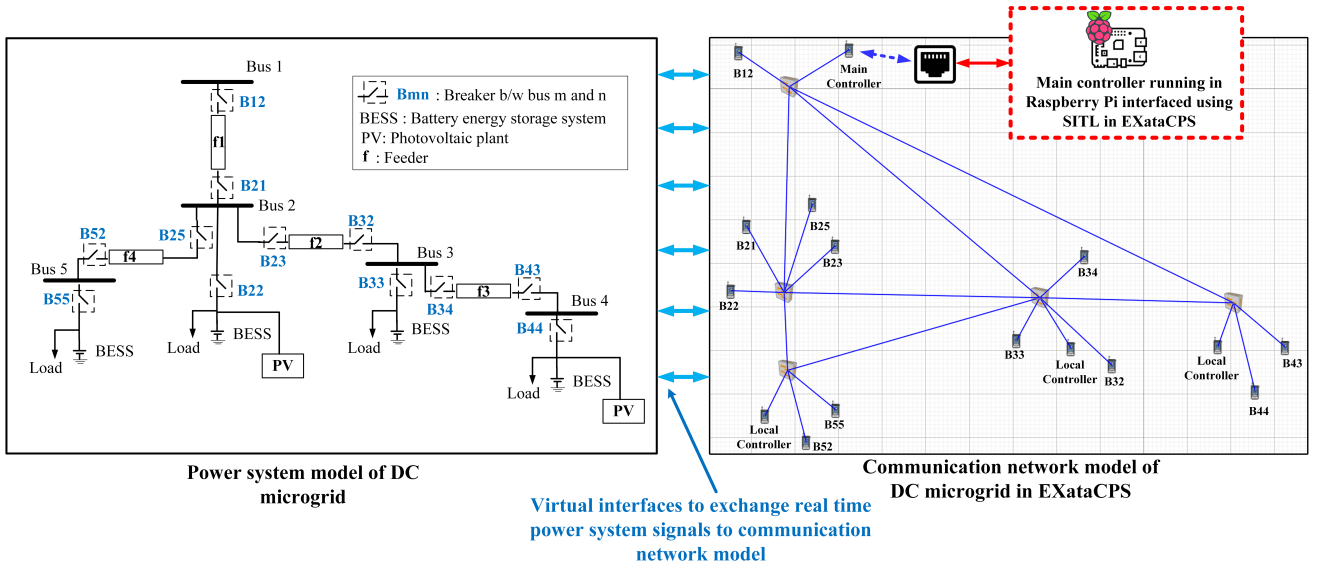 Bus 1
B12
f1
B21
Bus 2
B52
B25
f4
B23
f2
B32
Bus 3
Bus 5
B55
B22
B33
B34
f3
B43
Bus 4
B44
Load
BESS
Load
BESS
PV
Load
BESS
Load
BESS
PV
Bmn : Breaker b/w bus m and n
BESS : Battery energy storage system
PV: Photovoltaic plant
f : Feeder
Power system model of DC
microgrid
B12
Main
Controller
Main controller running in
Raspberry Pi interfaced using
SITL in EXataCPS
B25
B21
B23
B22
B34
B33
Local
Controller
B32
Local
Controller
B43
B44
B55
Local
Controller
B52
Communication network model of
DC microgrid in EXataCPS
Virtual interfaces to exchange real time
power system signals to communication
network model